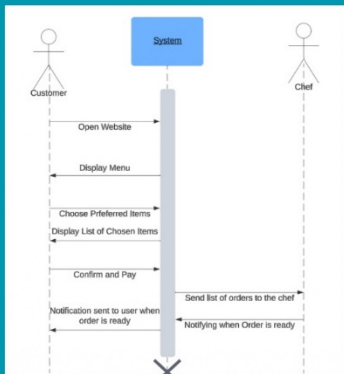 System
Customer
Chef
Open Website
Display Menu
Choose Prfeferred Items
Display List of Chosen Items
Confirm and Pay
Send list of orders to the chef
Notification sent to user when
order is ready
Notifying when Order is ready